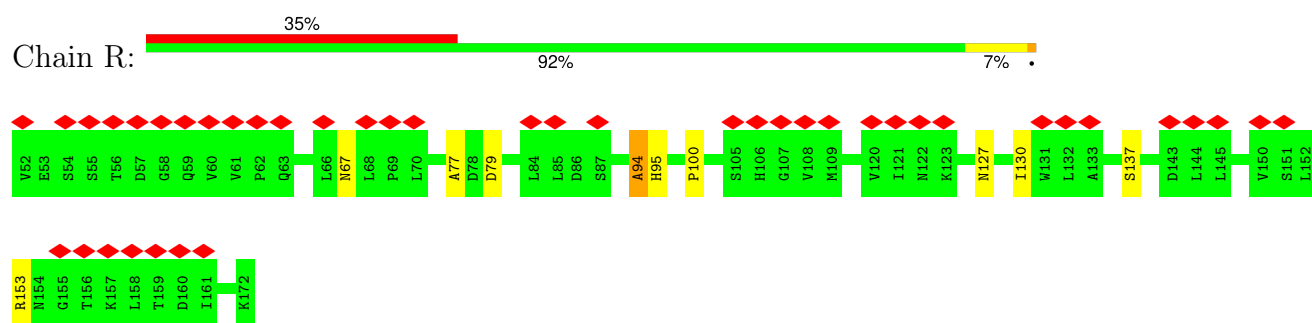 35%
Chain R:
92% 7% •
V52 E53 S54 S55 T56 D57 G58 Q59 V60 V61 P62 Q63 L66 N67 L68 P69 L70 A77 D78 D79 L84 L85 D86 S87 A94 H95 P100 S105 H106 G107 V108 M109 V120 I121 N122 K123 N127 I130 W131 L132 A133 S137 D143 L144 L145 V150 S151 L152
R153 N154 G155 T156 K157 L158 T159 D160 I161 K172